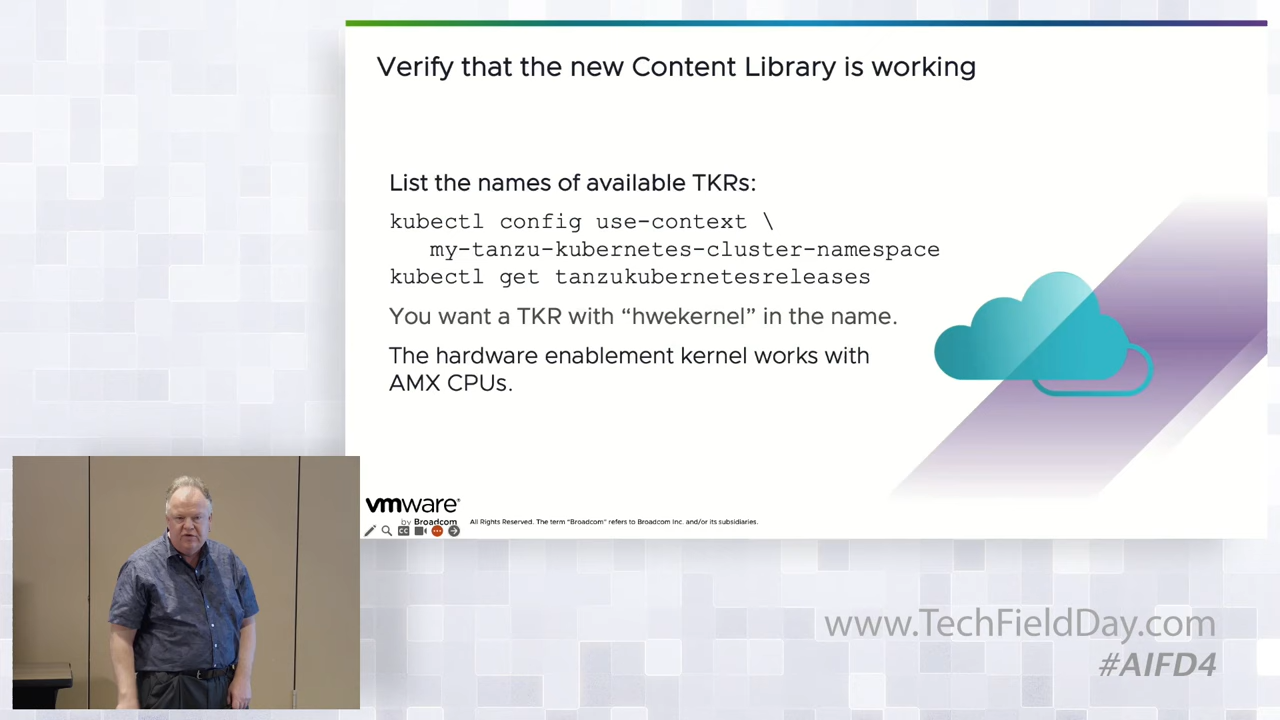 Verify that the new Content Library is working
List the names of available TKRs:
kubectl config use-context \
my-tanzu-kubernetes-cluster-namespace
kubectl get tanzukubernetesreleases
You want a TKR with “hwekernel” in the name.
The hardware enablement kernel works with
AMX CPUs.
vmware®
by Broadcom
All Rights Reserved. The term “Broadcom” refers to Broadcom Inc. and/or its subsidiaries.
CC
www.TechFieldDay.com
#AIFD4